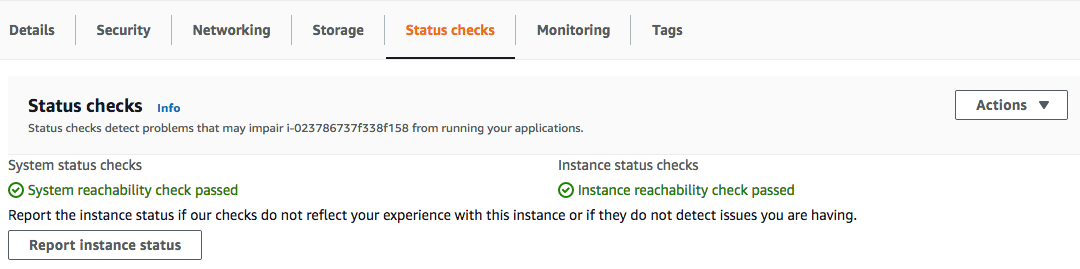 Details Security Networking Storage Status checks Monitoring Tags
Status checks Info Actions
Status checks detect problems that may impair i-023786737f338f158 from running your applications.
System status checks Instance status checks
System reachability check passed Instance reachability check passed
Report the instance status if our checks do not reflect your experience with this instance or if they do not detect issues you are having.
Report instance status